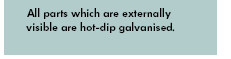 All parts which are externally
visible are hot-dip galvanised.